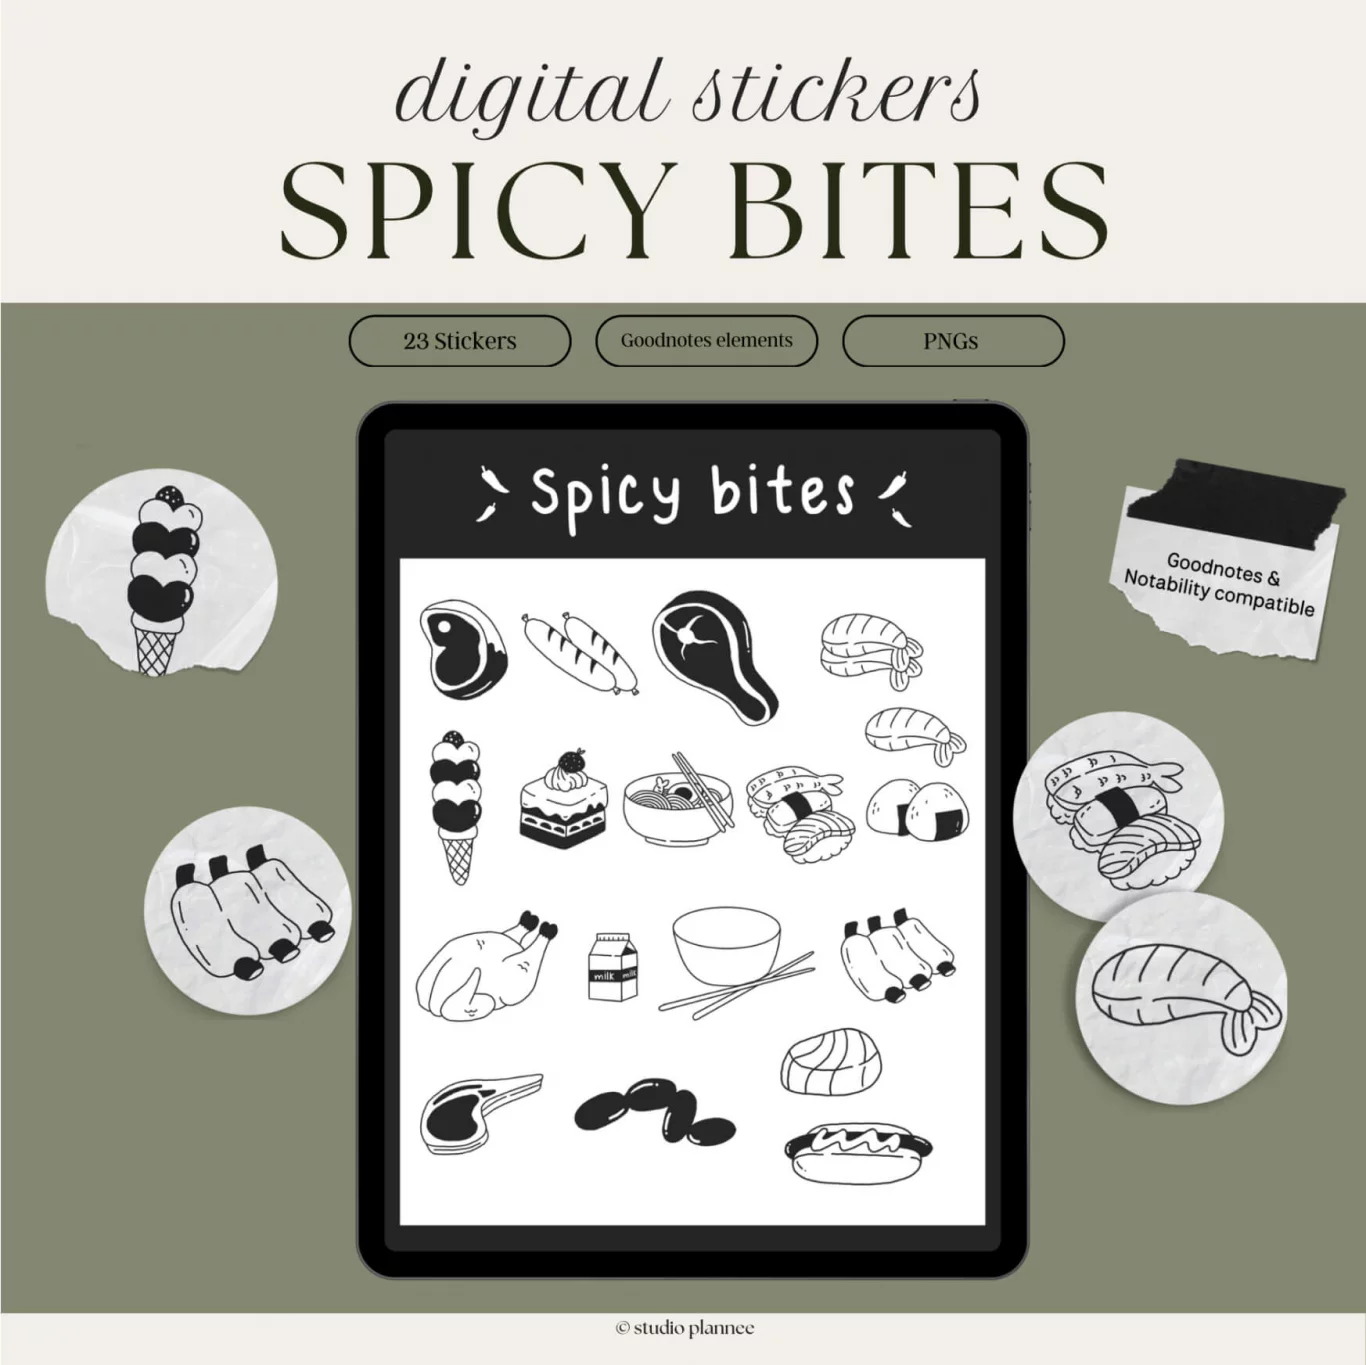 digital stickers
SPICY BITES
23 Stickers
Goodnotes elements
PNGs
Spicy bites
Goodnotes &
Notability compatible
milk
milk
© studio plannee